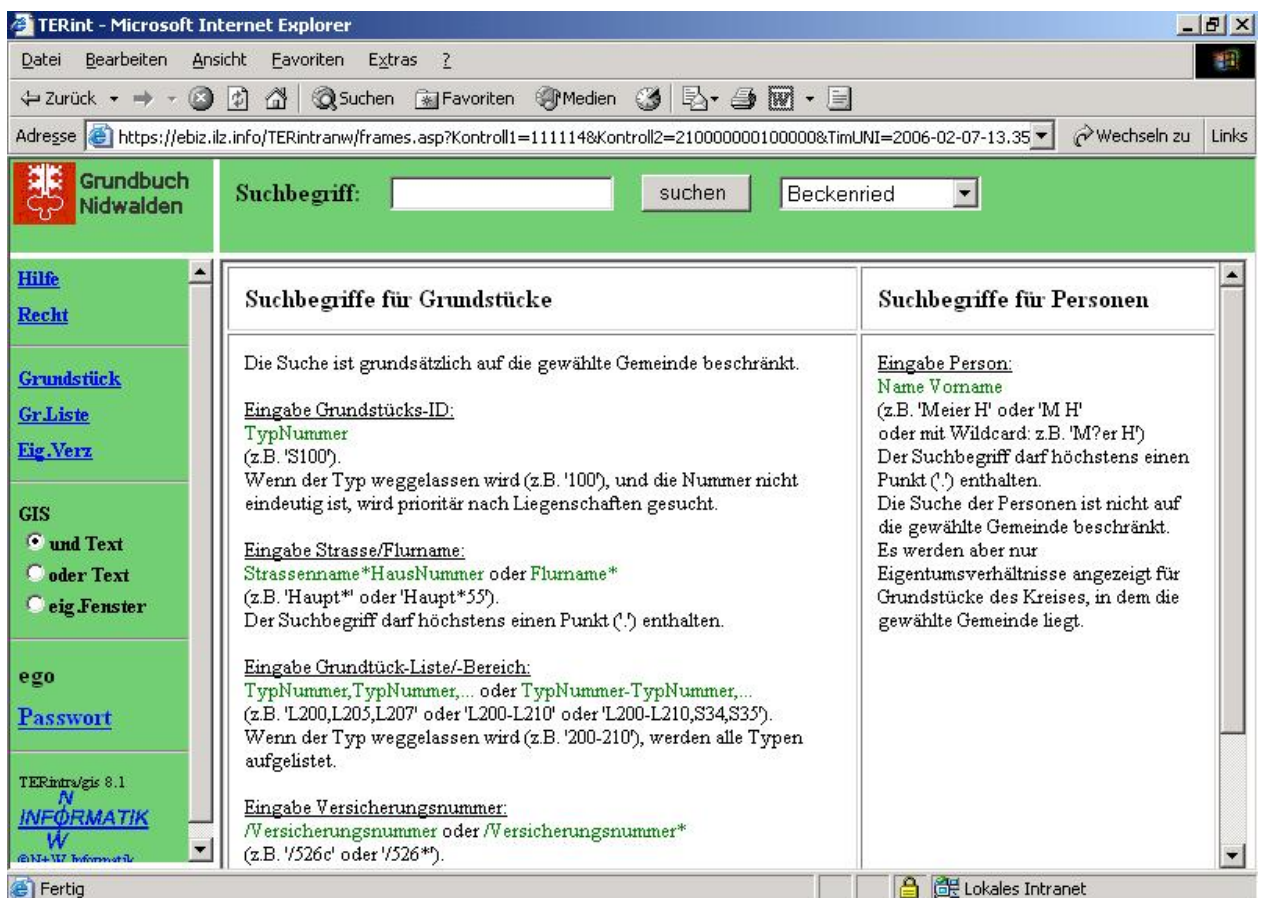 TERint - Microsoft Internet Explorer
Datei Bearbeiten Ansicht Favoriten Extras ?
Zurück Suchen Favoriten Medien
Adresse https://ebiz.ilz.info/TERintranw/frames.asp?Kontroll1=111114&Kontroll2=210000000100000&TimUNI=2006-02-07-13.35 Wechseln zu Links
Grundbuch
Nidwalden
Suchbegriff: suchen Beckenried
Hilfe
Recht
Grundstück
Gr.Liste
Eig.Verz
GIS
und Text
oder Text
eig.Fenster
ego
Passwort
TERintra/gis 8.1
N
INFORMATIK
W
©N+W Informatik
Suchbegriffe für Grundstücke
Die Suche ist grundsätzlich auf die gewählte Gemeinde beschränkt.
Eingabe Grundstücks-ID:
TypNummer
(z.B. 'S100').
Wenn der Typ weggelassen wird (z.B. '100'), und die Nummer nicht
eindeutig ist, wird prioritär nach Liegenschaften gesucht.
Eingabe Strasse/Flurname:
Strassenname*HausNummer oder Flurname*
(z.B. 'Haupt*' oder 'Haupt*55').
Der Suchbegriff darf höchstens einen Punkt ('.') enthalten.
Eingabe Grundtück-Liste/-Bereich:
TypNummer,TypNummer,... oder TypNummer-TypNummer,...
(z.B. 'L200,L205,L207' oder 'L200-L210' oder 'L200-L210,S34,S35').
Wenn der Typ weggelassen wird (z.B. '200-210'), werden alle Typen
aufgelistet.
Eingabe Versicherungsnummer:
/Versicherungsnummer oder /Versicherungsnummer*
(z.B. '/526c' oder '/526*').
Suchbegriffe für Personen
Eingabe Person:
Name Vorname
(z.B. 'Meier H' oder 'M H'
oder mit Wildcard: z.B. 'M?er H')
Der Suchbegriff darf höchstens einen
Punkt ('.') enthalten.
Die Suche der Personen ist nicht auf
die gewählte Gemeinde beschränkt.
Es werden aber nur
Eigentumsverhältnisse angezeigt für
Grundstücke des Kreises, in dem die
gewählte Gemeinde liegt.
Fertig Lokales Intranet